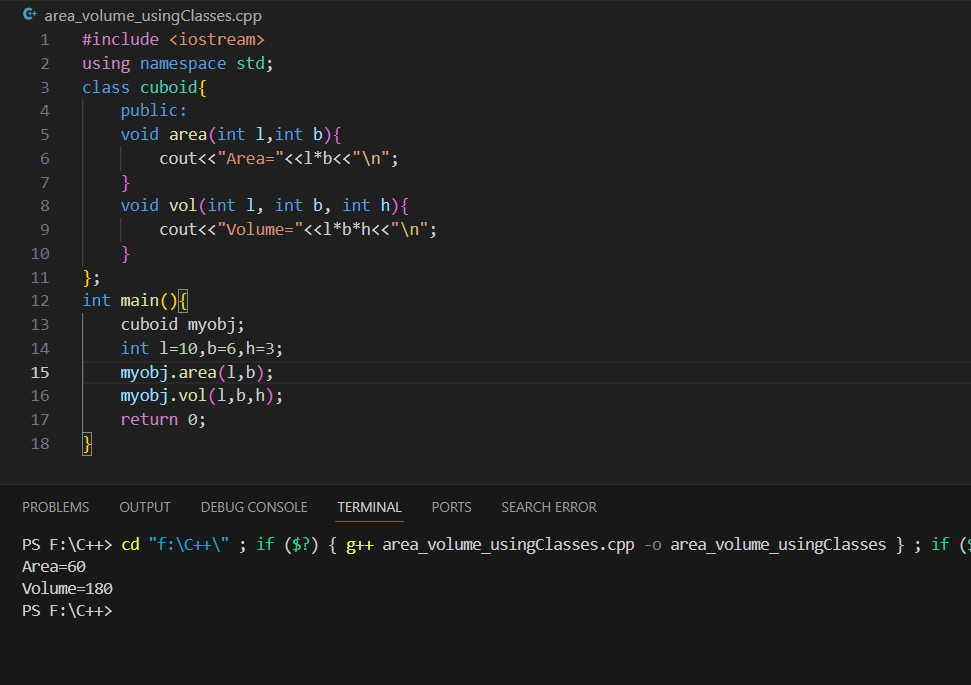 area_volume_usingClasses.cpp
1 #include <iostream>
2 using namespace std;
3 class cuboid{
4     public:
5     void area(int l,int b){
6         cout<<"Area="<<l*b<<"\n";
7     }
8     void vol(int l, int b, int h){
9         cout<<"Volume="<<l*b*h<<"\n";
10     }
11 };
12 int main(){
13     cuboid myobj;
14     int l=10,b=6,h=3;
15     myobj.area(l,b);
16     myobj.vol(l,b,h);
17     return 0;
18 }
PROBLEMS OUTPUT DEBUG CONSOLE TERMINAL PORTS SEARCH ERROR
PS F:\C++> cd "f:\C++\" ; if ($?) { g++ area_volume_usingClasses.cpp -o area_volume_usingClasses } ; if (
Area=60
Volume=180
PS F:\C++>